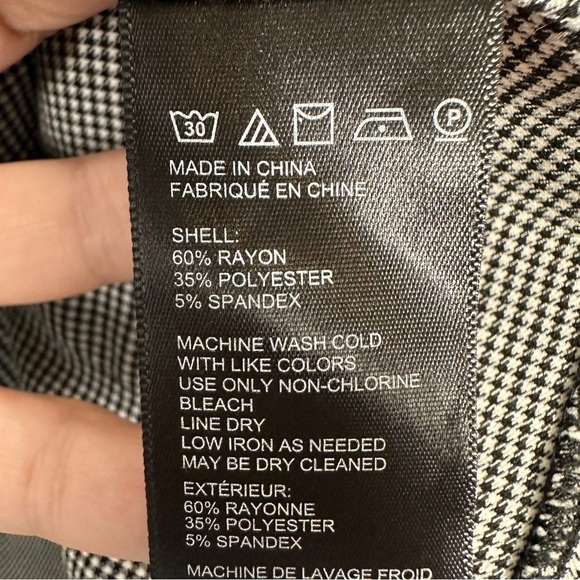 30 P
MADE IN CHINA
FABRIQUÉ EN CHINE
SHELL:
60% RAYON
35% POLYESTER
5% SPANDEX
MACHINE WASH COLD
WITH LIKE COLORS
USE ONLY NON-CHLORINE
BLEACH
LINE DRY
LOW IRON AS NEEDED
MAY BE DRY CLEANED
EXTÉRIEUR:
60% RAYONNE
35% POLYESTER
5% SPANDEX
MACHINE DE LAVAGE FROID